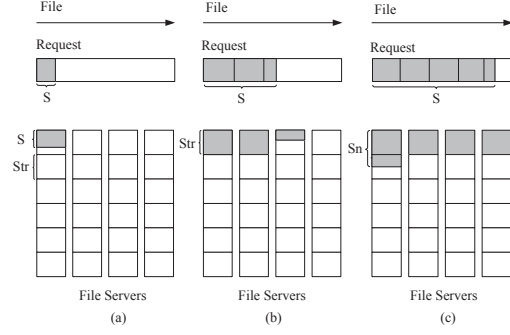 File
Request
S
S
Str
File Servers
(a)
File
Request
S
Str
File Servers
(b)
File
Request
S
Sn
File Servers
(c)